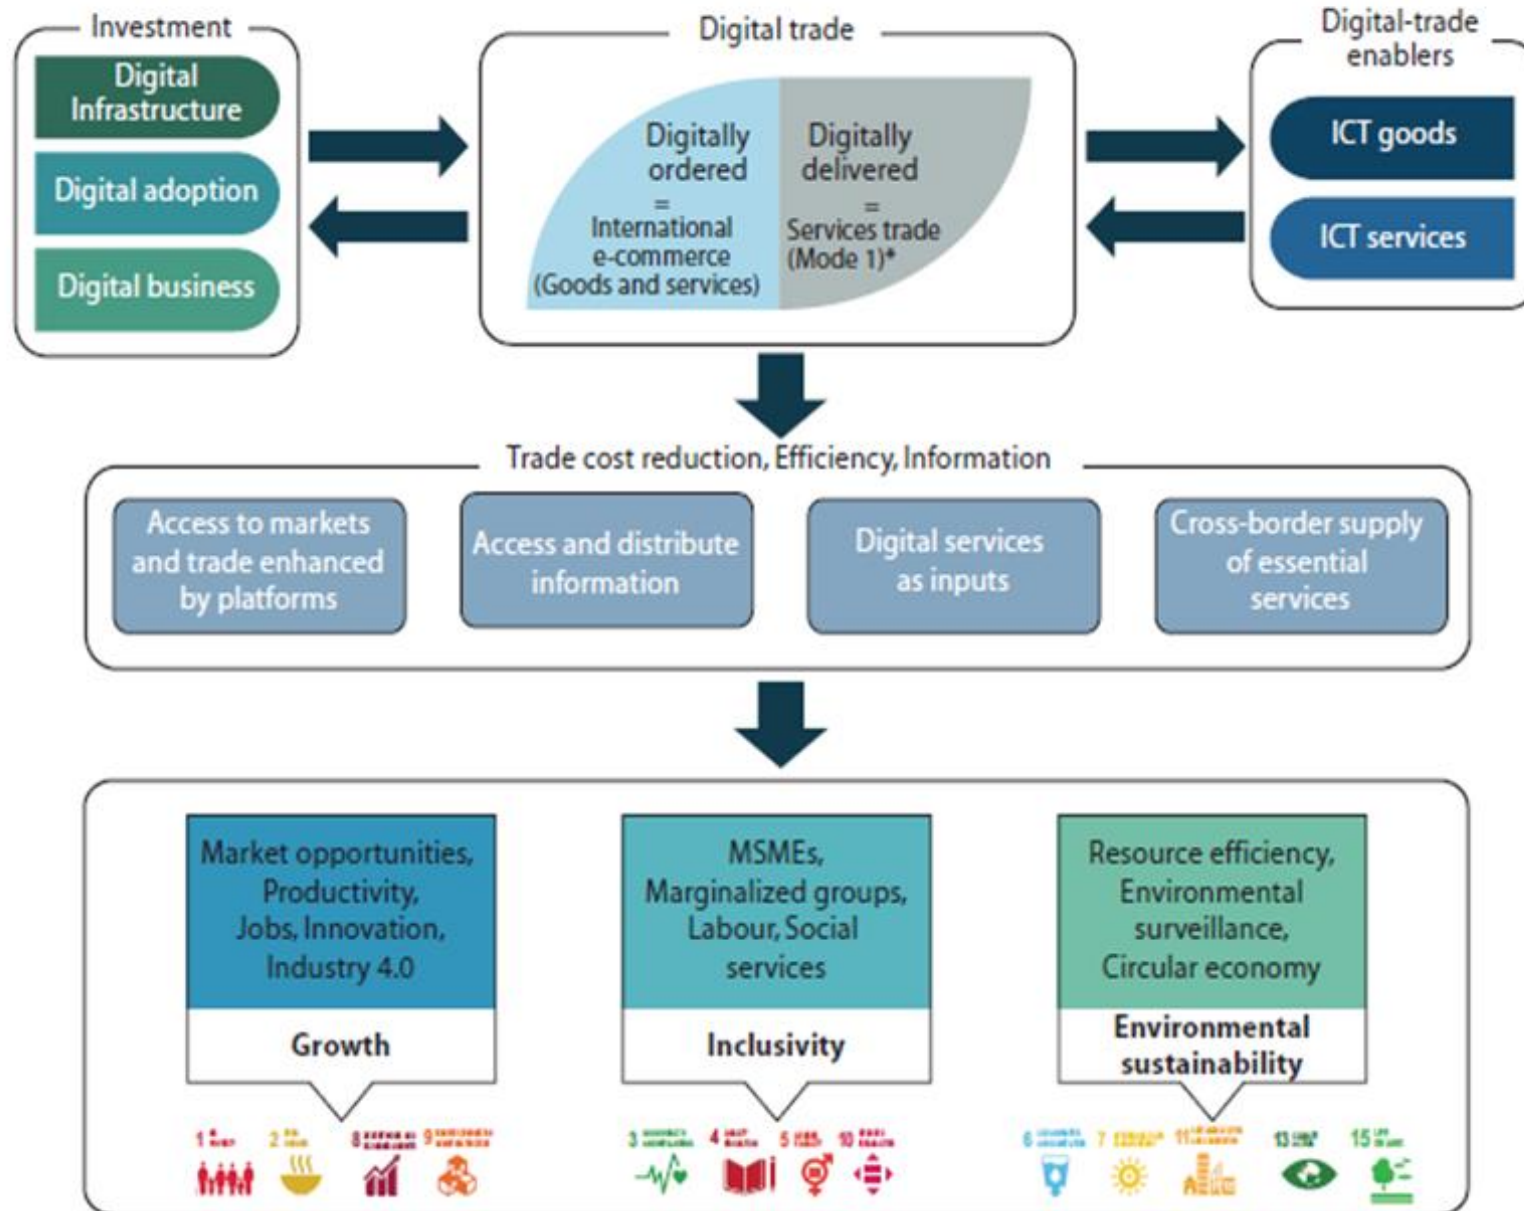 Investment
Digital
Infrastructure
Digital adoption
Digital business
Digital trade
Digitally
ordered
=
International
e-commerce
(Goods and services)
Digitally
delivered
=
Services trade
(Mode 1)*
Digital-trade
enablers
ICT goods
ICT services
Trade cost reduction, Efficiency, Information
Access to markets
and trade enhanced
by platforms
Access and distribute
information
Digital services
as inputs
Cross-border supply
of essential
services
Market opportunities,
Productivity,
Jobs, Innovation,
Industry 4.0
Growth
MSMEs,
Marginalized groups,
Labour, Social
services
Inclusivity
Resource efficiency,
Environmental
surveillance,
Circular economy
Environmental
sustainability
1
2
8
9
3
4
5
10
6
7
11
13
15